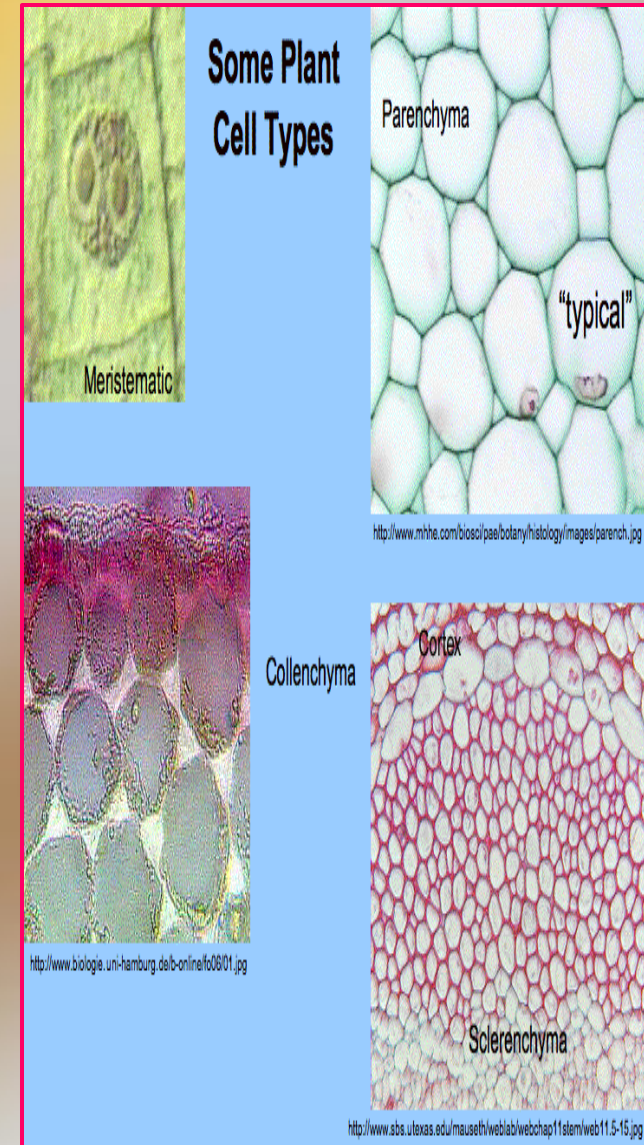 Some Plant
Cell Types
Meristematic
Parenchyma
“typical”
http://www.mhhe.com/biosci/pae/botany/histology/images/parench.jpg
Collenchyma
http://www.biologie.uni-hamburg.de/b-online/fo06/01.jpg
Cortex
Sclerenchyma
http://www.sbs.utexas.edu/mauseth/weblab/webchap11stem/web11.5-15.jpg